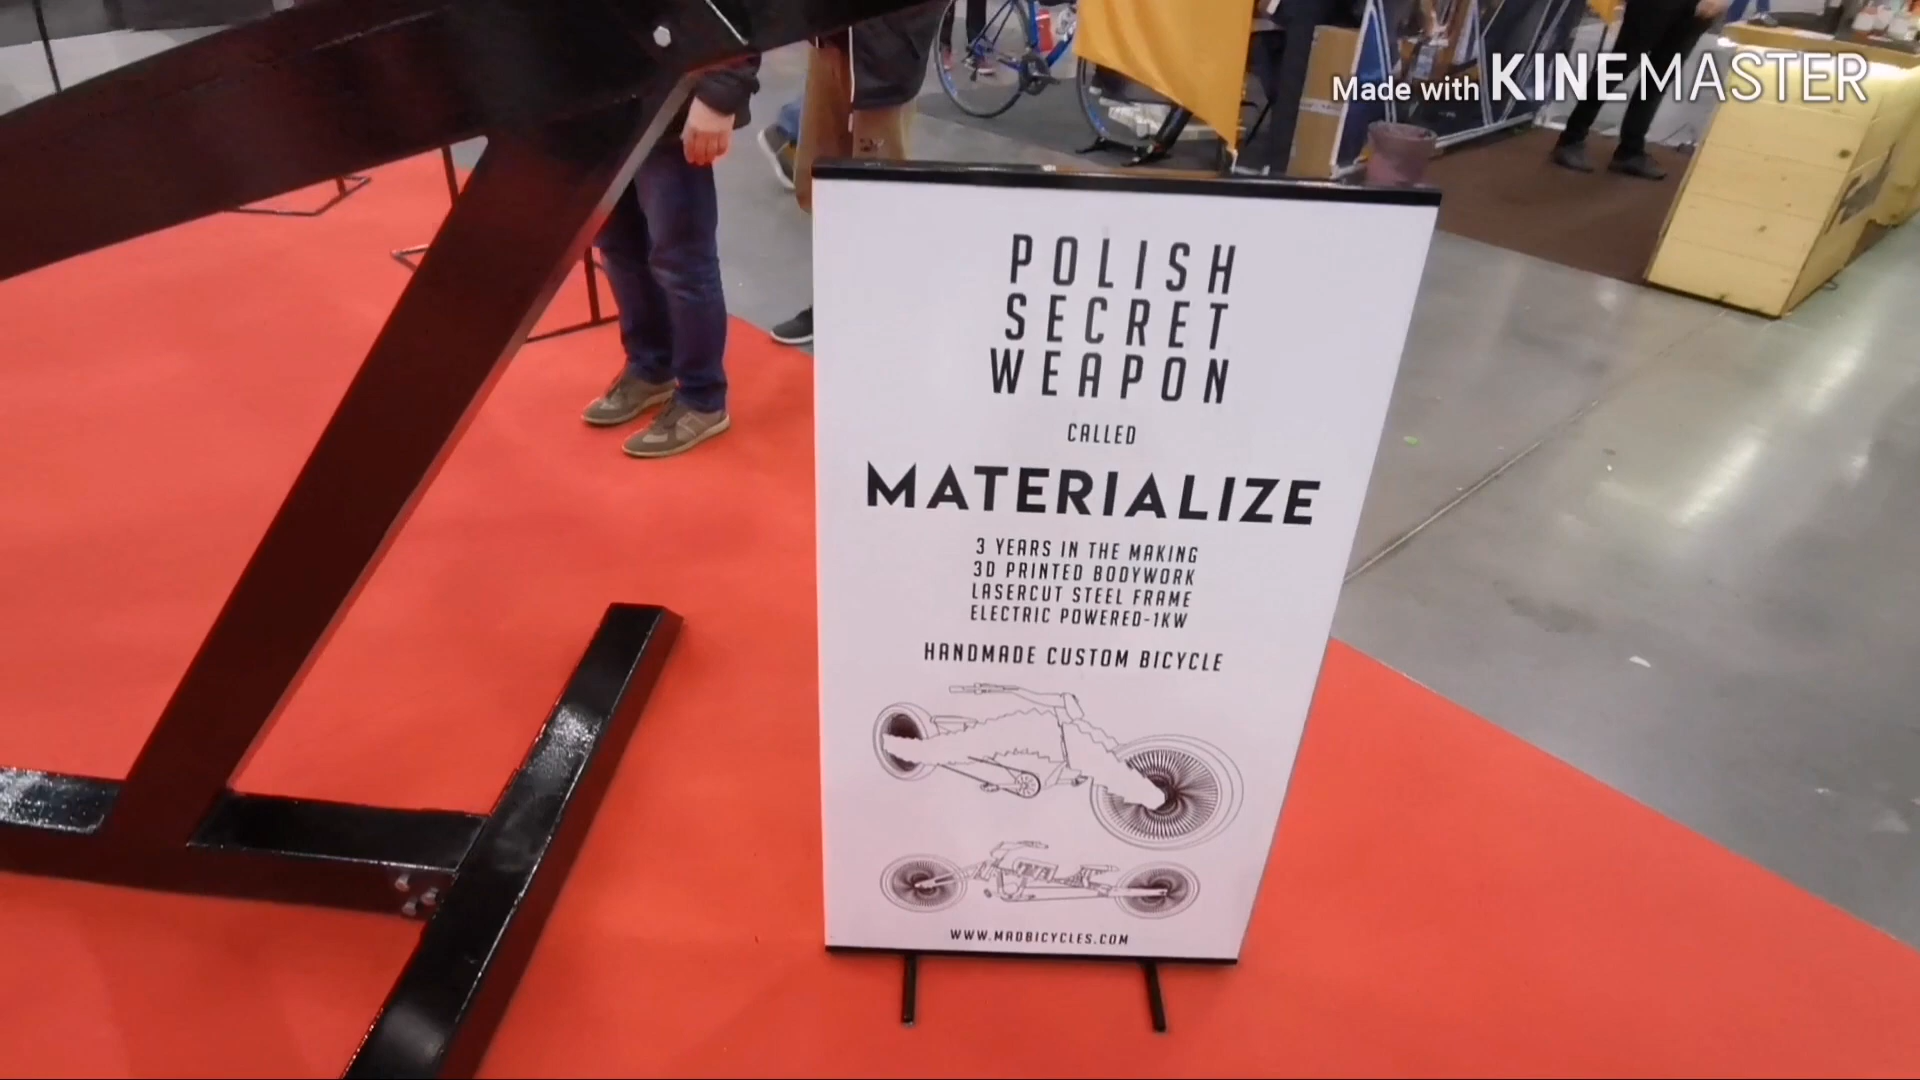 Made with KINEMASTER
POLISH
SECRET
WEAPON
CALLED
MATERIALIZE
3 YEARS IN THE MAKING
3D PRINTED BODYWORK
LASERCUT STEEL FRAME
ELECTRIC POWERED-1KW
HANDMADE CUSTOM BICYCLE
WWW.MADBICYCLES.COM